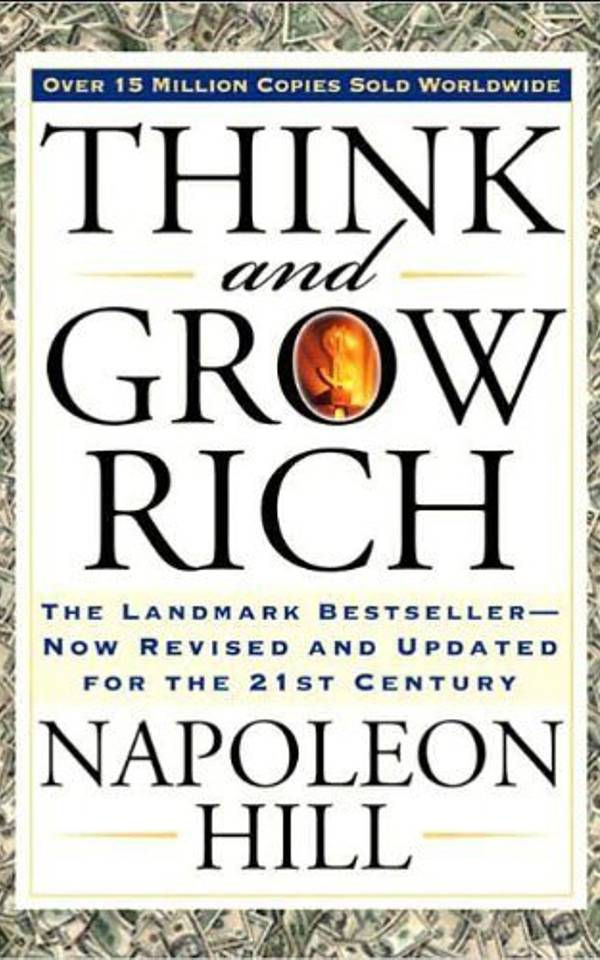 OVER 15 MILLION COPIES SOLD WORLDWIDE
THINK
and
GROW
RICH
THE LANDMARK BESTSELLER—
NOW REVISED AND UPDATED
FOR THE 21ST CENTURY
NAPOLEON
HILL